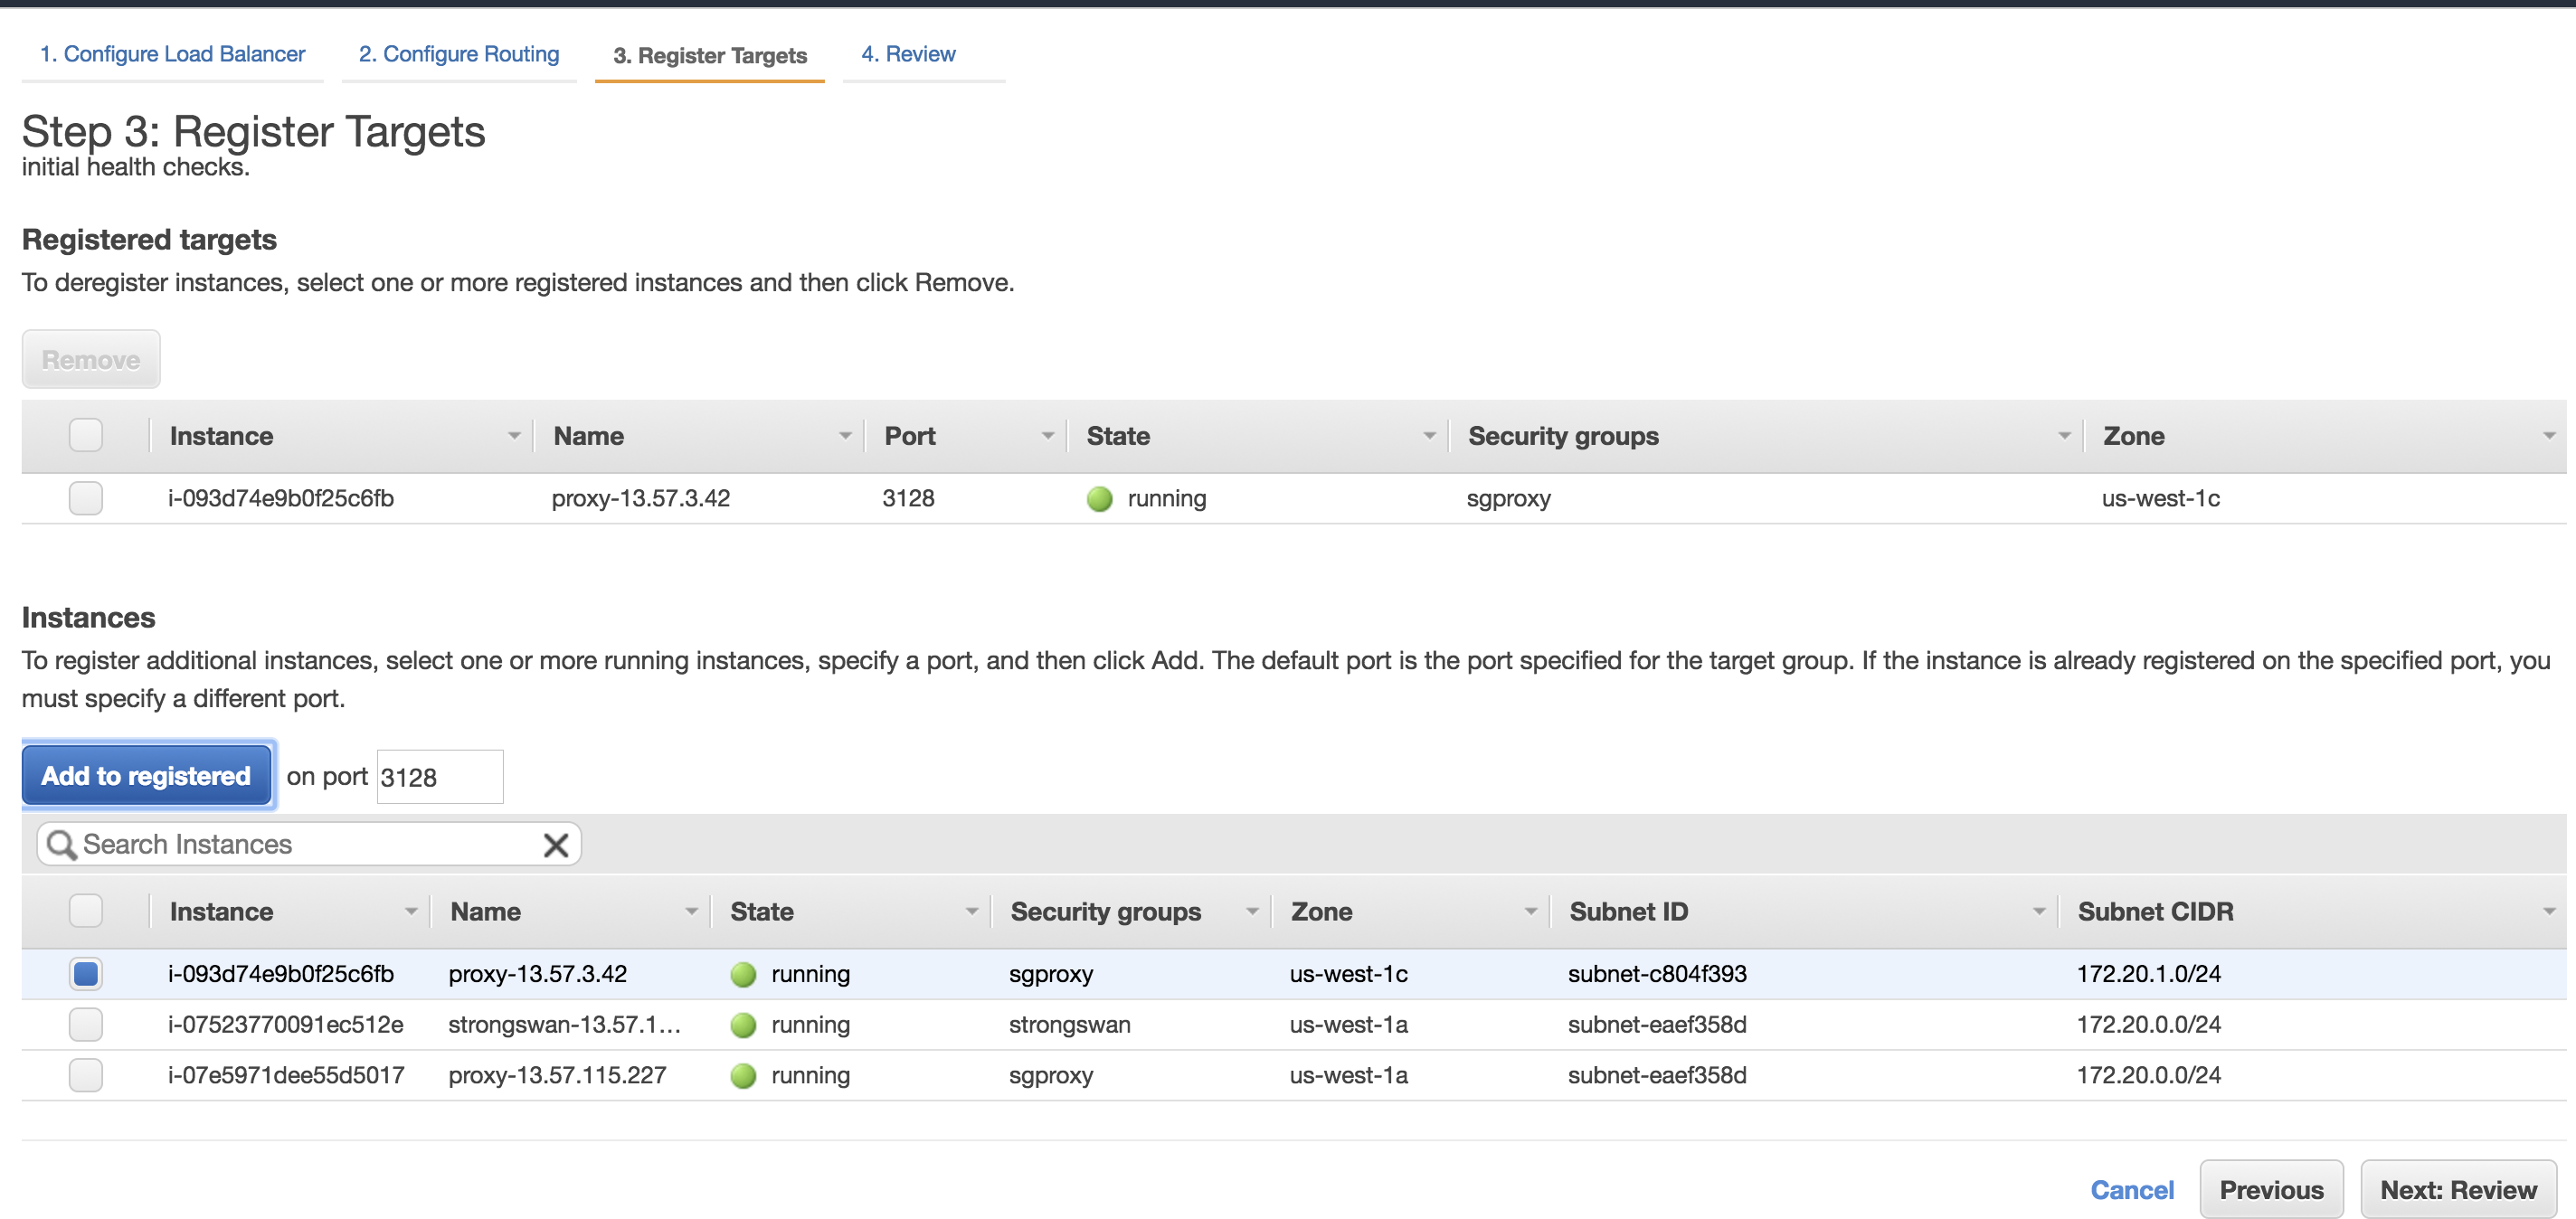 1. Configure Load Balancer 2. Configure Routing 3. Register Targets 4. Review
Step 3: Register Targets
initial health checks.
Registered targets
To deregister instances, select one or more registered instances and then click Remove.
Remove
Instance Name Port State Security groups Zone
i-093d74e9b0f25c6fb proxy-13.57.3.42 3128 running sgproxy us-west-1c
Instances
To register additional instances, select one or more running instances, specify a port, and then click Add. The default port is the port specified for the target group. If the instance is already registered on the specified port, you
must specify a different port.
Add to registered on port 3128
Search Instances
Instance Name State Security groups Zone Subnet ID Subnet CIDR
i-093d74e9b0f25c6fb proxy-13.57.3.42 running sgproxy us-west-1c subnet-c804f393 172.20.1.0/24
i-07523770091ec512e strongswan-13.57.1... running strongswan us-west-1a subnet-eaef358d 172.20.0.0/24
i-07e5971dee55d5017 proxy-13.57.115.227 running sgproxy us-west-1a subnet-eaef358d 172.20.0.0/24
Cancel Previous Next: Review